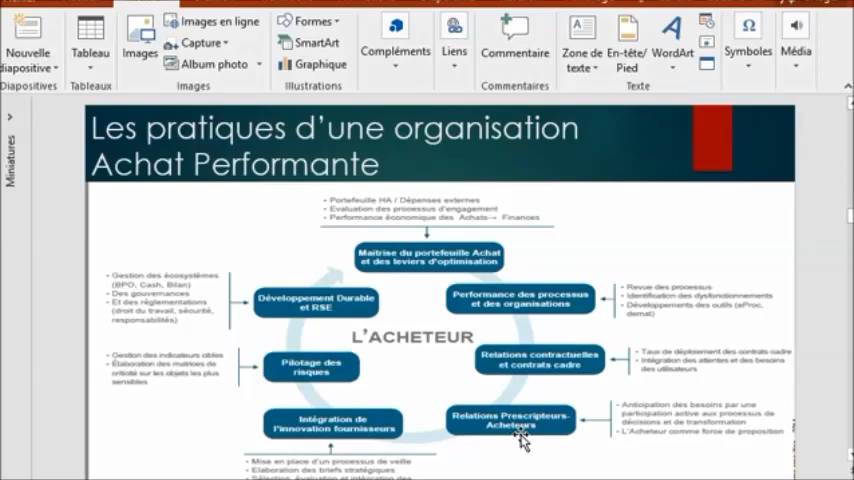 Nouvelle
diapositive
Diapositives
Tableau
Tableaux
Images
Images en ligne
Capture
Album photo
Images
Formes
SmartArt
Graphique
Illustrations
Compléments
Liens
Commentaire
Commentaires
Zone de
texte
En-tête/
Pied
WordArt
Texte
Symboles
Média
Miniatures
Les pratiques d’une organisation
Achat Performante
- Portefeuille HA / Dépenses externes
- Evaluation des processus d'engagement
- Performance économique des Achats→ Finances
Maitrise du portefeuille Achat
et des leviers d'optimisation
- Gestion des écosystèmes
(BPO, Cash, Bilan)
- Des gouvernances
- Et des règlementations
(droit du travail, sécurité,
responsabilités)
Développement Durable
et RSE
Performance des processus
et des organisations
- Revue des processus
- Identification des dysfonctionnements
- Développements des outils (eProc,
demat)
L'ACHETEUR
- Gestion des indicateurs cibles
- Élaboration des matrices de
criticité sur les objets les plus
sensibles
Pilotage des
risques
Relations contractuelles
et contrats cadre
- Taux de déploiement des contrats cadre
- Intégration des attentes et des besoins
des utilisateurs
Intégration de
l'innovation fournisseurs
Relations Prescripteurs-
Acheteurs
- Anticipation des besoins par une
participation active aux processus de
décisions et de transformation
- L'Acheteur comme force de proposition
- Mise en place d'un processus de veille
- Elaboration des briefs stratégiques
- Sélection, évaluation et intégration des